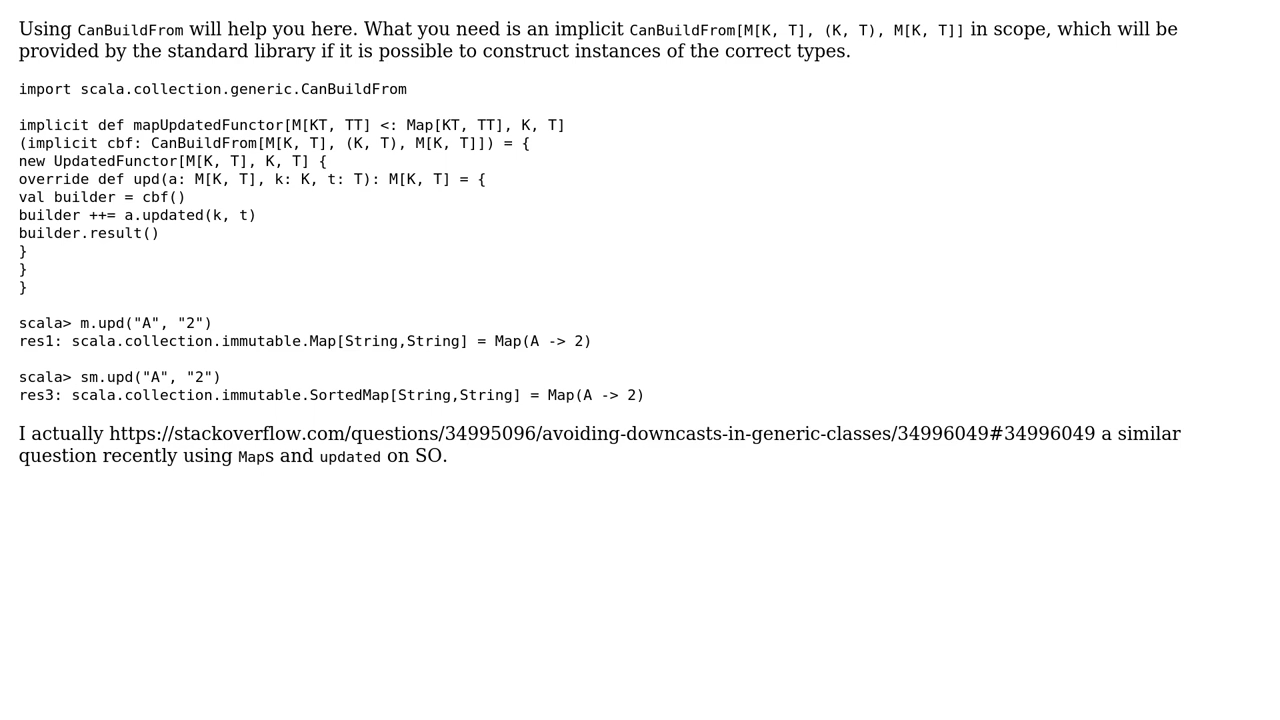 Using CanBuildFrom will help you here. What you need is an implicit CanBuildFrom[M[K, T], (K, T), M[K, T]] in scope, which will be
provided by the standard library if it is possible to construct instances of the correct types.
import scala.collection.generic.CanBuildFrom
implicit def mapUpdatedFunctor[M[KT, TT] <: Map[KT, TT], K, T]
(implicit cbf: CanBuildFrom[M[K, T], (K, T), M[K, T]]) = {
new UpdatedFunctor[M[K, T], K, T] {
override def upd(a: M[K, T], k: K, t: T): M[K, T] = {
val builder = cbf()
builder ++= a.updated(k, t)
builder.result()
}
}
}
scala> m.upd("A", "2")
res1: scala.collection.immutable.Map[String,String] = Map(A -> 2)
scala> sm.upd("A", "2")
res3: scala.collection.immutable.SortedMap[String,String] = Map(A -> 2)
I actually https://stackoverflow.com/questions/34995096/avoiding-downcasts-in-generic-classes/34996049#34996049 a similar
question recently using Maps and updated on SO.